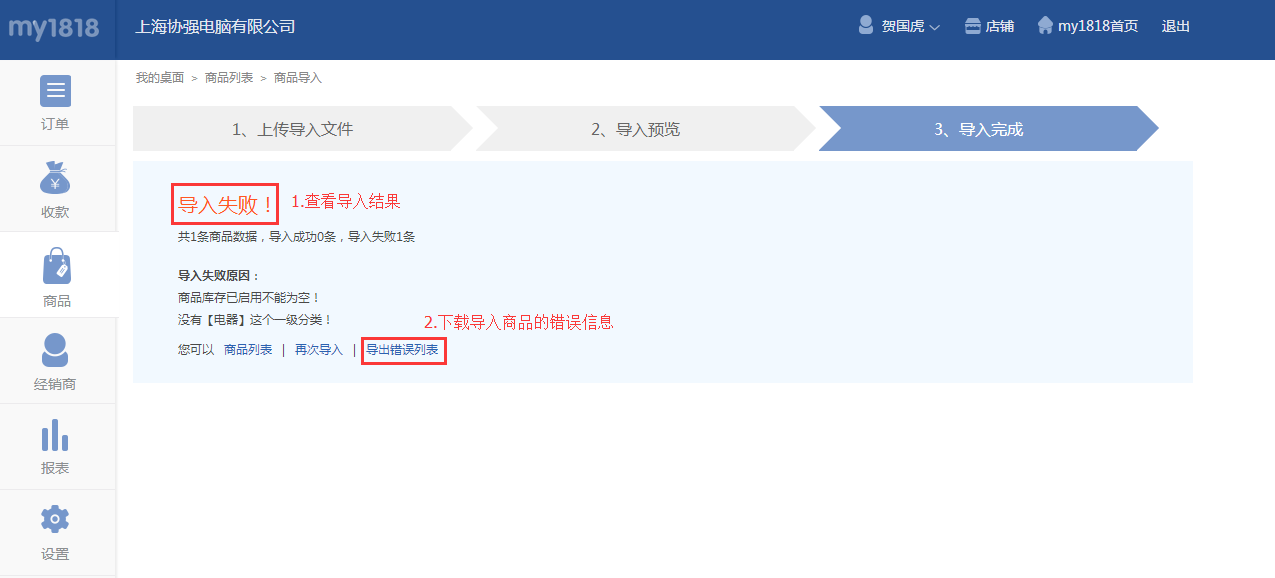 my1818 上海协强电脑有限公司 贺国虎 店铺 my1818首页 退出
我的桌面 > 商品列表 > 商品导入
1、上传导入文件 2、导入预览 3、导入完成
订单
收款
商品
经销商
报表
设置
导入失败！ 1.查看导入结果
共1条商品数据，导入成功0条，导入失败1条
导入失败原因：
商品库存已启用不能为空！
没有【电器】这个一级分类！
2.下载导入商品的错误信息
您可以 商品列表 | 再次导入 | 导出错误列表